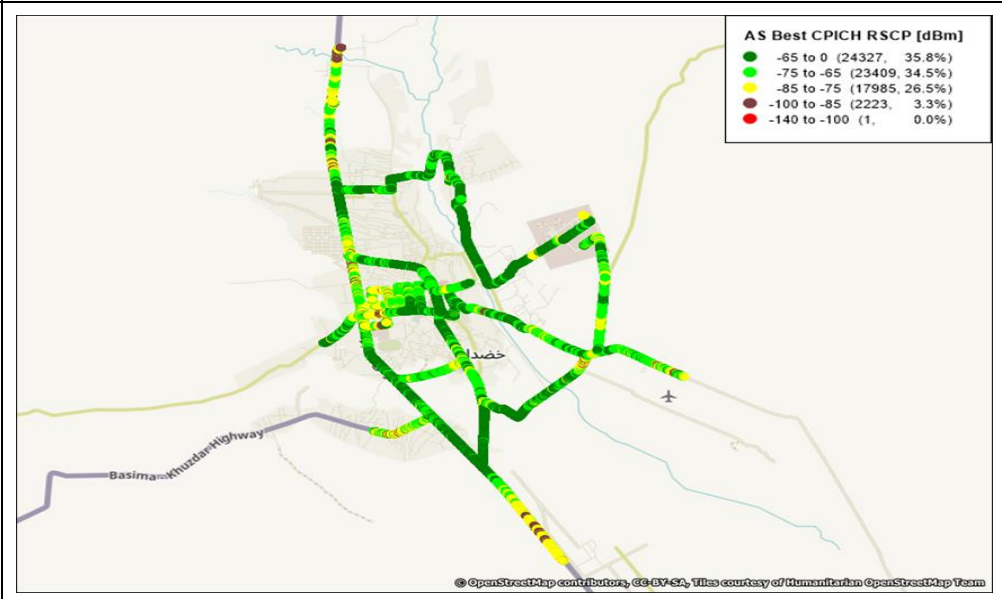 AS Best CPICH RSCP [dBm]
-65 to 0 (24327, 35.8%)
-75 to -65 (23409, 34.5%)
-85 to -75 (17985, 26.5%)
-100 to -85 (2223, 3.3%)
-140 to -100 (1, 0.0%)
Basima-Khuzdar-Highway
© OpenStreetMap contributors, CC-BY-SA, Tiles courtesy of Humanitarian OpenStreetMap Team